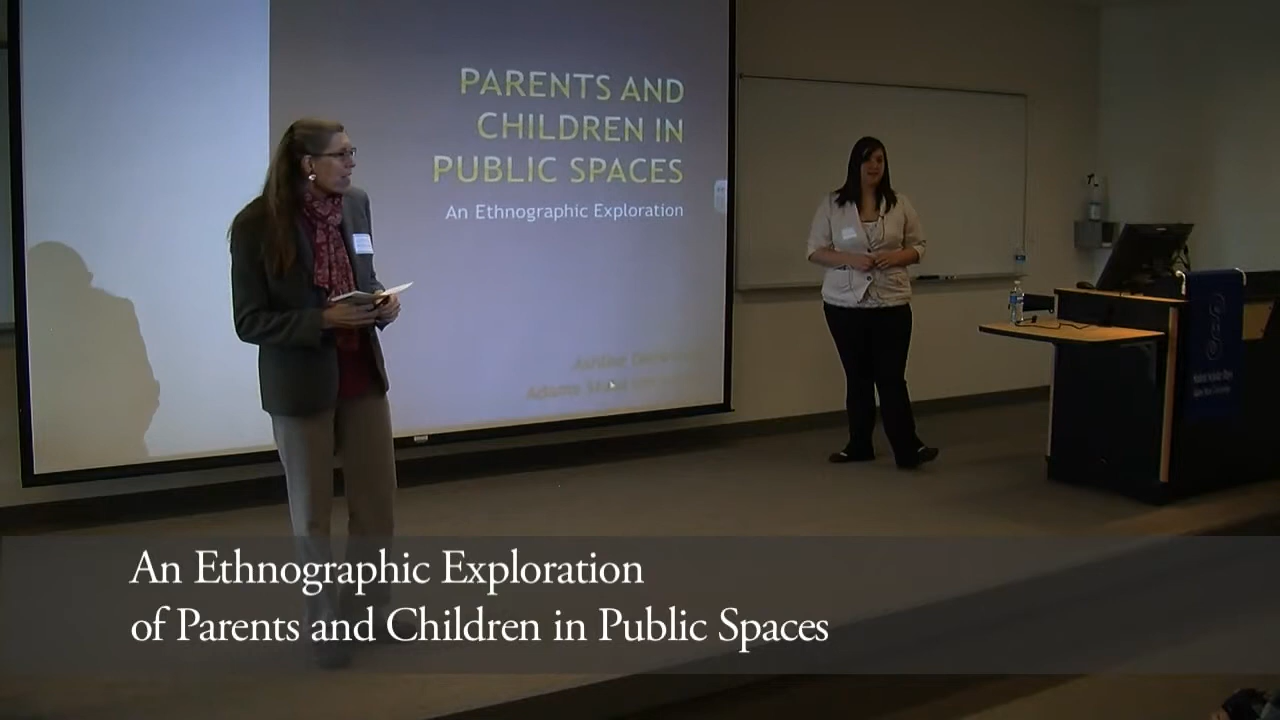 PARENTS AND
CHILDREN IN
PUBLIC SPACES
An Ethnographic Exploration
An Ethnographic Exploration
of Parents and Children in Public Spaces